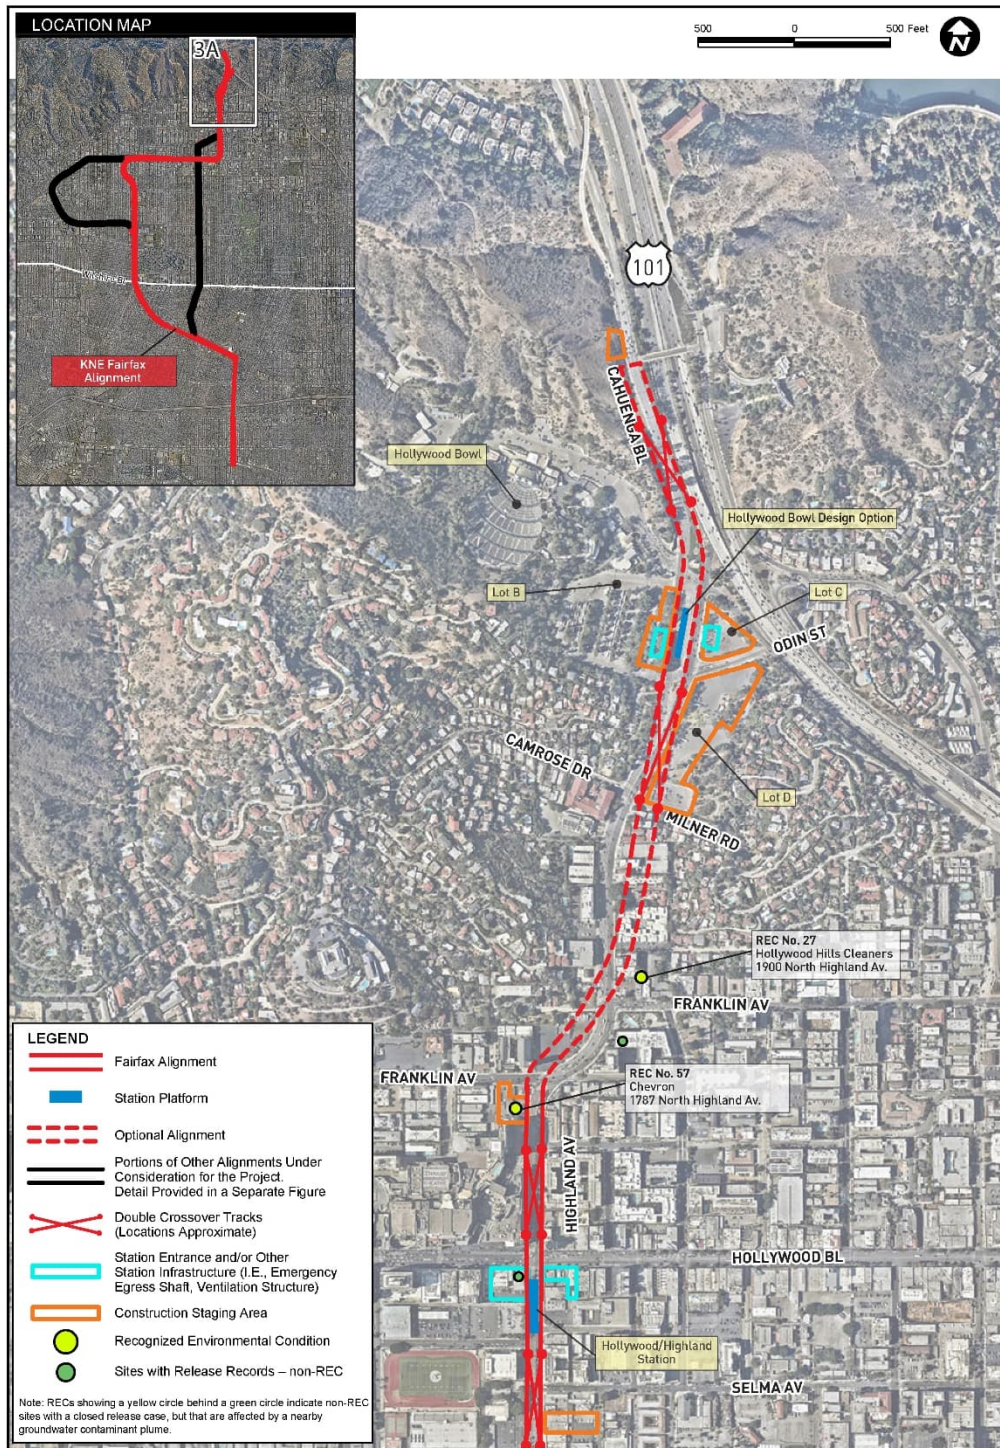 LOCATION MAP
3A
KNE Fairfax
Alignment
500 0 500 Feet
N
101
CAHUENGA BL
Hollywood Bowl
Hollywood Bowl Design Option
Lot B
Lot C
ODIN ST
CAMROSE DR
Lot D
MILNER RD
REC No. 27
Hollywood Hills Cleaners
1900 North Highland Av.
FRANKLIN AV
FRANKLIN AV
REC No. 57
Chevron
1787 North Highland Av.
HIGHLAND AV
HOLLYWOOD BL
Hollywood/Highland
Station
SELMA AV
LEGEND
Fairfax Alignment
Station Platform
Optional Alignment
Portions of Other Alignments Under
Consideration for the Project.
Detail Provided in a Separate Figure
Double Crossover Tracks
(Locations Approximate)
Station Entrance and/or Other
Station Infrastructure (I.E., Emergency
Egress Shaft, Ventilation Structure)
Construction Staging Area
Recognized Environmental Condition
Sites with Release Records – non-REC
Note: RECs showing a yellow circle behind a green circle indicate non-REC
sites with a closed release case, but that are affected by a nearby
groundwater contaminant plume.